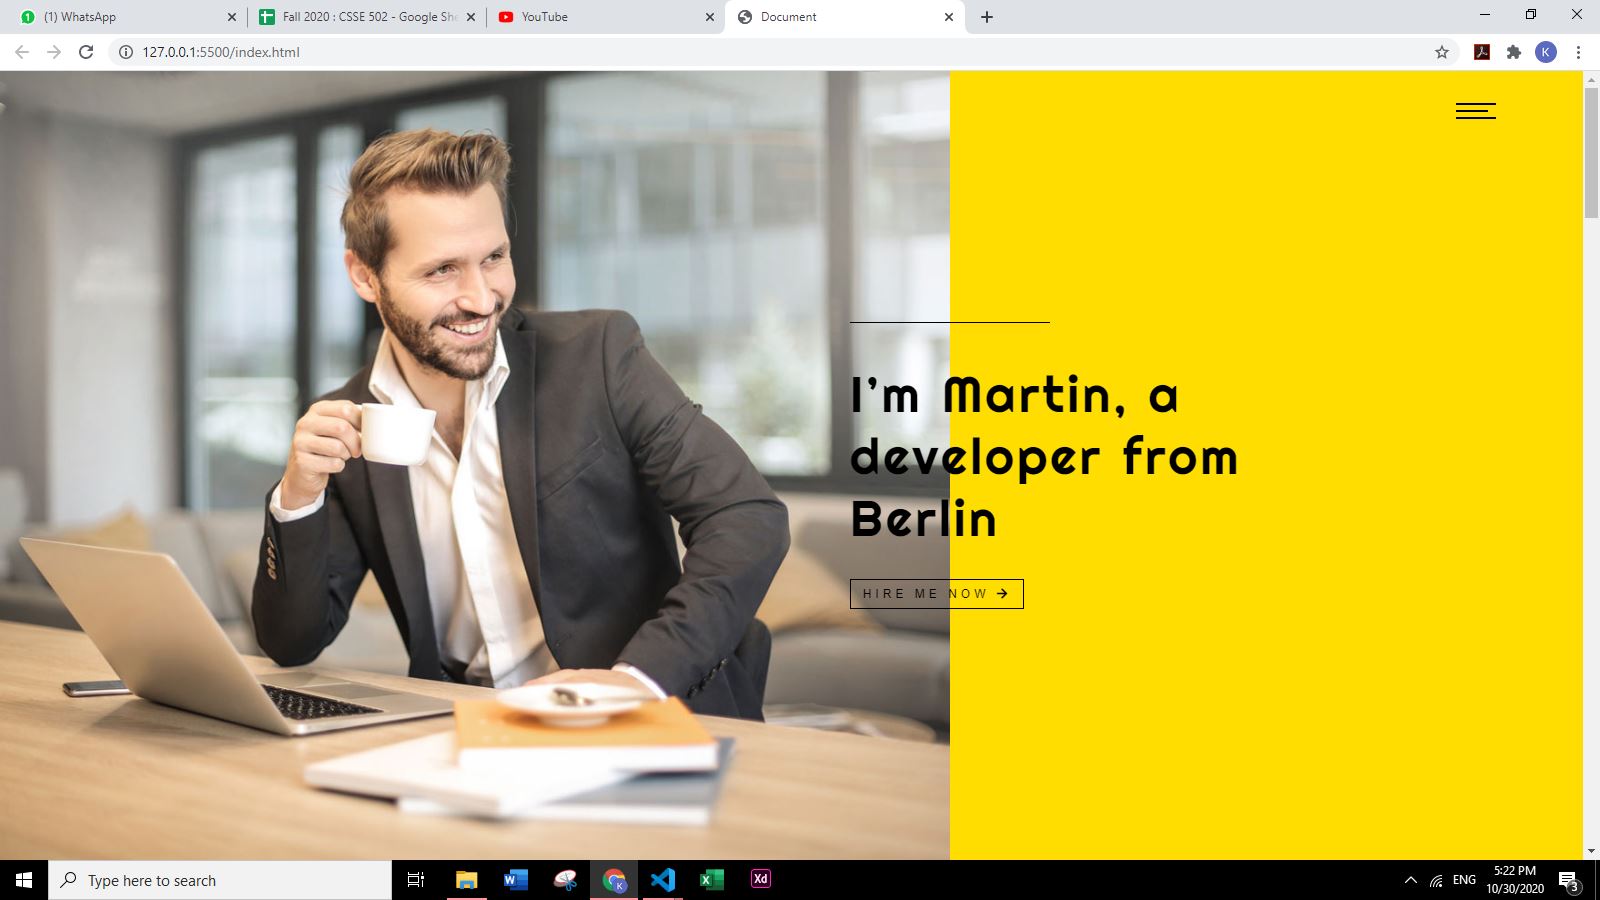 (1) WhatsApp
Fall 2020 : CSSE 502 - Google She
YouTube
Document
127.0.0.1:5500/index.html
K
I'm Martin, a
developer from
Berlin
HIRE ME NOW →
Type here to search
W
K
X
Xd
ENG
5:22 PM
10/30/2020
3